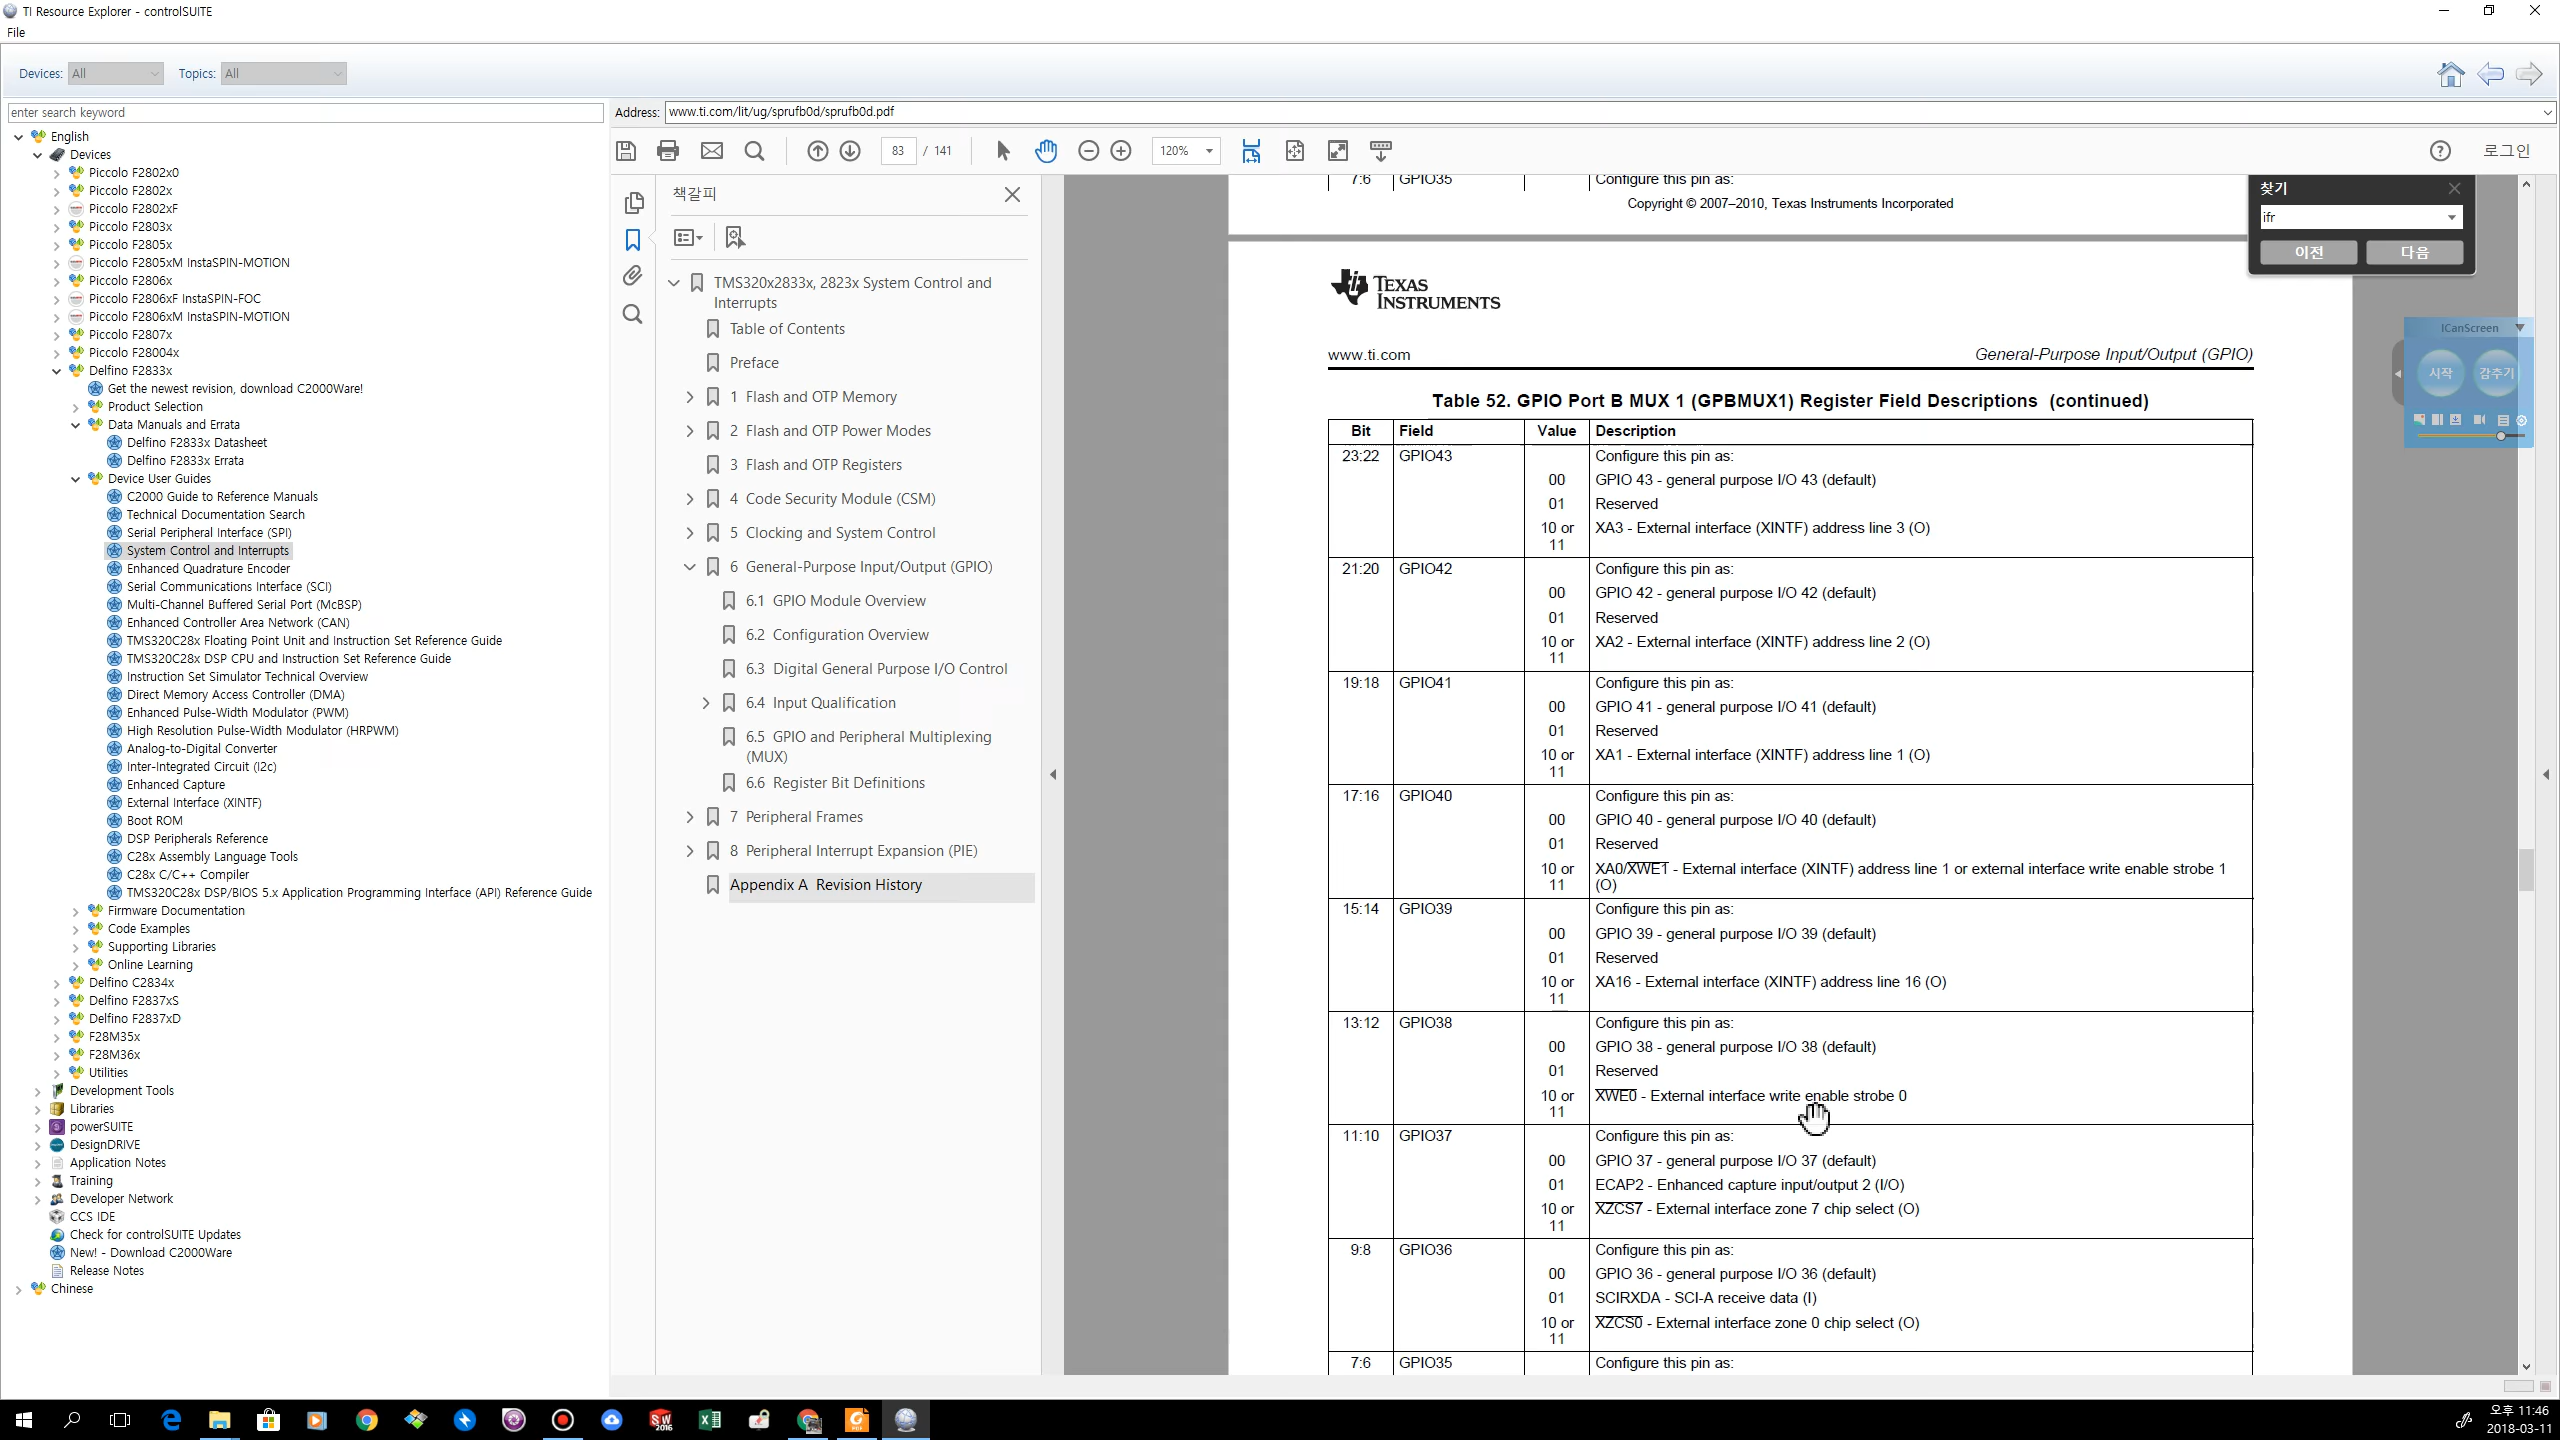 TI Resource Explorer - controlSUITE
File
Devices: All Topics: All
enter search keyword
English
Devices
Piccolo F2802x0
Piccolo F2802x
Piccolo F2802xF
Piccolo F2803x
Piccolo F2805x
Piccolo F2805xM InstaSPIN-MOTION
Piccolo F2806x
Piccolo F2806xF InstaSPIN-FOC
Piccolo F2806xM InstaSPIN-MOTION
Piccolo F2807x
Piccolo F28004x
Delfino F2833x
Get the newest revision, download C2000Ware!
Product Selection
Data Manuals and Errata
Delfino F2833x Datasheet
Delfino F2833x Errata
Device User Guides
C2000 Guide to Reference Manuals
Technical Documentation Search
Serial Peripheral Interface (SPI)
System Control and Interrupts
Enhanced Quadrature Encoder
Serial Communications Interface (SCI)
Multi-Channel Buffered Serial Port (McBSP)
Enhanced Controller Area Network (CAN)
TMS320C28x Floating Point Unit and Instruction Set Reference Guide
TMS320C28x DSP CPU and Instruction Set Reference Guide
Instruction Set Simulator Technical Overview
Direct Memory Access Controller (DMA)
Enhanced Pulse-Width Modulator (PWM)
High Resolution Pulse-Width Modulator (HRPWM)
Analog-to-Digital Converter
Inter-Integrated Circuit (I2c)
Enhanced Capture
External Interface (XINTF)
Boot ROM
DSP Peripherals Reference
C28x Assembly Language Tools
C28x C/C++ Compiler
TMS320C28x DSP/BIOS 5.x Application Programming Interface (API) Reference Guide
Firmware Documentation
Code Examples
Supporting Libraries
Online Learning
Delfino C2834x
Delfino F2837xS
Delfino F2837xD
F28M35x
F28M36x
Utilities
Development Tools
Libraries
powerSUITE
DesignDRIVE
Application Notes
Training
Developer Network
CCS IDE
Check for controlSUITE Updates
New! - Download C2000Ware
Release Notes
Chinese
Address: www.ti.com/lit/ug/sprufb0d/sprufb0d.pdf
83 / 141 120% 로그인
책갈피
TMS320x2833x, 2823x System Control and
Interrupts
Table of Contents
Preface
1 Flash and OTP Memory
2 Flash and OTP Power Modes
3 Flash and OTP Registers
4 Code Security Module (CSM)
5 Clocking and System Control
6 General-Purpose Input/Output (GPIO)
6.1 GPIO Module Overview
6.2 Configuration Overview
6.3 Digital General Purpose I/O Control
6.4 Input Qualification
6.5 GPIO and Peripheral Multiplexing
(MUX)
6.6 Register Bit Definitions
7 Peripheral Frames
8 Peripheral Interrupt Expansion (PIE)
Appendix A Revision History
7:6 GPIO35 Configure this pin as:
Copyright © 2007–2010, Texas Instruments Incorporated
찾기
ifr
이전 다음
TEXAS
INSTRUMENTS
ICanScreen
시작 감추기
www.ti.com General-Purpose Input/Output (GPIO)
Table 52. GPIO Port B MUX 1 (GPBMUX1) Register Field Descriptions (continued)
Bit Field Value Description
23:22 GPIO43 Configure this pin as:
00 GPIO 43 - general purpose I/O 43 (default)
01 Reserved
10 or XA3 - External interface (XINTF) address line 3 (O)
11
21:20 GPIO42 Configure this pin as:
00 GPIO 42 - general purpose I/O 42 (default)
01 Reserved
10 or XA2 - External interface (XINTF) address line 2 (O)
11
19:18 GPIO41 Configure this pin as:
00 GPIO 41 - general purpose I/O 41 (default)
01 Reserved
10 or XA1 - External interface (XINTF) address line 1 (O)
11
17:16 GPIO40 Configure this pin as:
00 GPIO 40 - general purpose I/O 40 (default)
01 Reserved
10 or XA0/XWE1 - External interface (XINTF) address line 1 or external interface write enable strobe 1
11 (O)
15:14 GPIO39 Configure this pin as:
00 GPIO 39 - general purpose I/O 39 (default)
01 Reserved
10 or XA16 - External interface (XINTF) address line 16 (O)
11
13:12 GPIO38 Configure this pin as:
00 GPIO 38 - general purpose I/O 38 (default)
01 Reserved
10 or XWE0 - External interface write enable strobe 0
11
11:10 GPIO37 Configure this pin as:
00 GPIO 37 - general purpose I/O 37 (default)
01 ECAP2 - Enhanced capture input/output 2 (I/O)
10 or XZCS7 - External interface zone 7 chip select (O)
11
9:8 GPIO36 Configure this pin as:
00 GPIO 36 - general purpose I/O 36 (default)
01 SCIRXDA - SCI-A receive data (I)
10 or XZCS0 - External interface zone 0 chip select (O)
11
7:6 GPIO35 Configure this pin as:
SW
2016
오후 11:46
2018-03-11